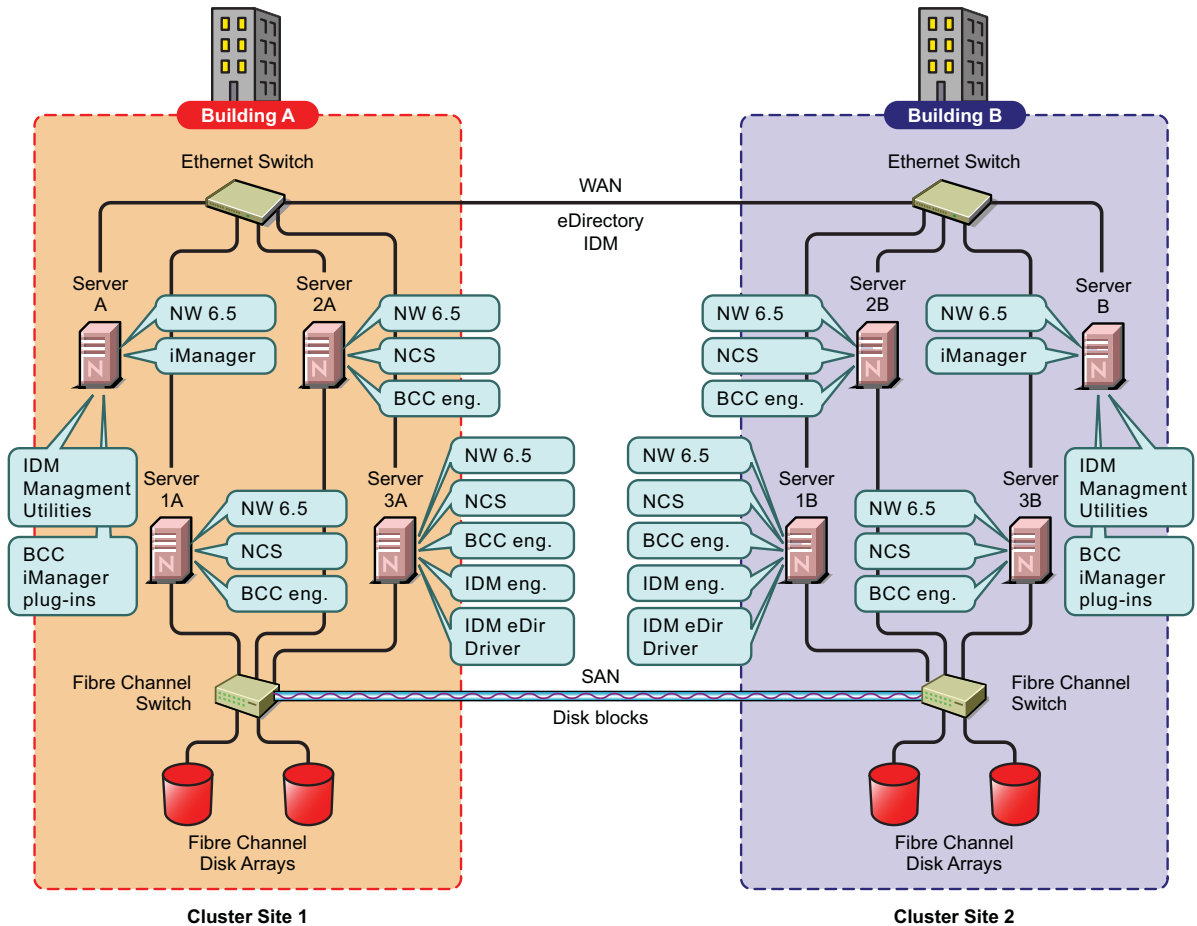 Building A
Building B
Ethernet Switch
Ethernet Switch
WAN
eDirectory
IDM
Server
A
Server
2A
Server
2B
Server
B
NW 6.5
iManager
NW 6.5
NCS
BCC eng.
NW 6.5
NCS
BCC eng.
NW 6.5
iManager
IDM
Managment
Utilities
BCC
iManager
plug-ins
Server
1A
NW 6.5
NCS
BCC eng.
Server
3A
NW 6.5
NCS
BCC eng.
IDM eng.
IDM eDir
Driver
NW 6.5
NCS
BCC eng.
IDM eng.
IDM eDir
Driver
Server
1B
NW 6.5
NCS
BCC eng.
Server
3B
IDM
Managment
Utilities
BCC
iManager
plug-ins
Fibre Channel
Switch
SAN
Disk blocks
Fibre Channel
Switch
Fibre Channel
Disk Arrays
Fibre Channel
Disk Arrays
Cluster Site 1
Cluster Site 2
N
N
N
N
N
N
N
N